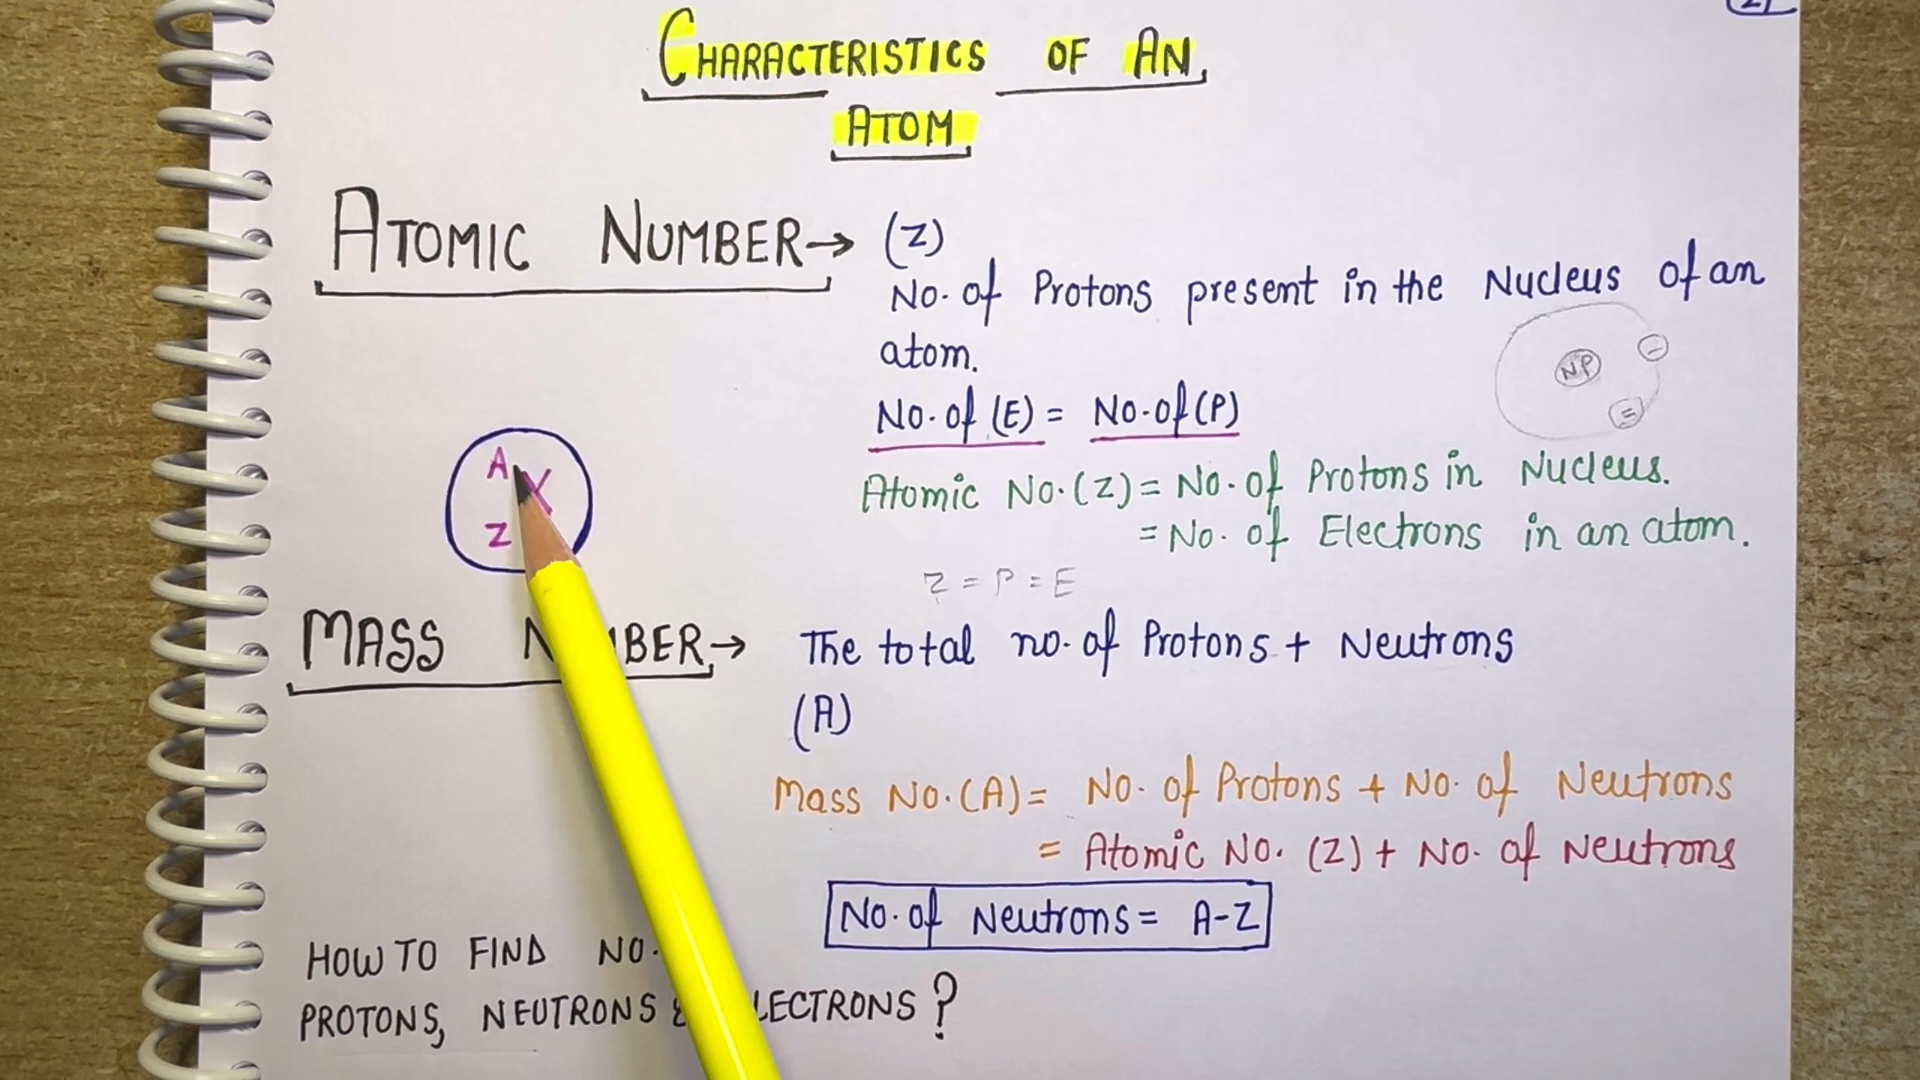 CHARACTERISTICS OF AN
ATOM
ATOMIC NUMBER→ (Z)
No. of Protons present in the Nucleus of an
atom.
NP
No. of (E) = No. of (P)
A
X
Z
Atomic No. (Z) = No. of Protons in Nucleus.
= No. of Electrons in an atom.
Z = P = E
MASS → The total no. of Protons + Neutrons
(A)
Mass No. (A) = No. of Protons + No. of Neutrons
= Atomic No. (Z) + No. of Neutrons
No. of Neutrons = A-Z
HOW TO FIND NO.
PROTONS, NEUTRONS ?